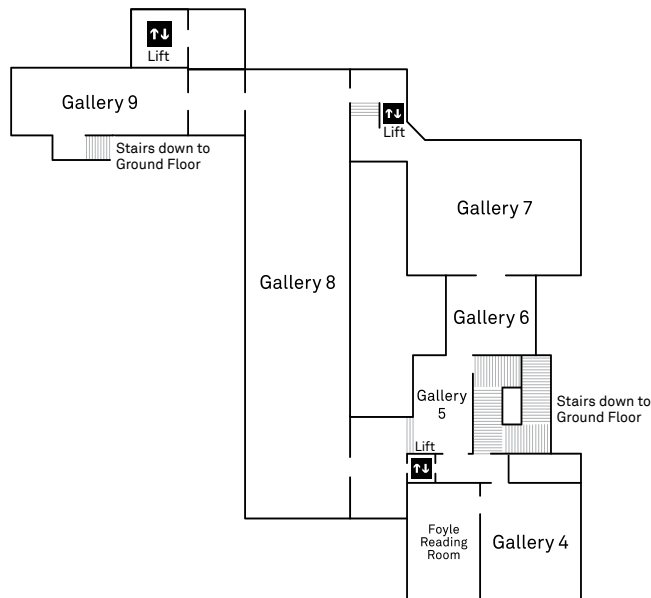 Lift
Gallery 9
Lift
Stairs down to
Ground Floor
Gallery 7
Gallery 8
Gallery 6
Gallery
5
Stairs down to
Ground Floor
Lift
Foyle
Reading
Room
Gallery 4